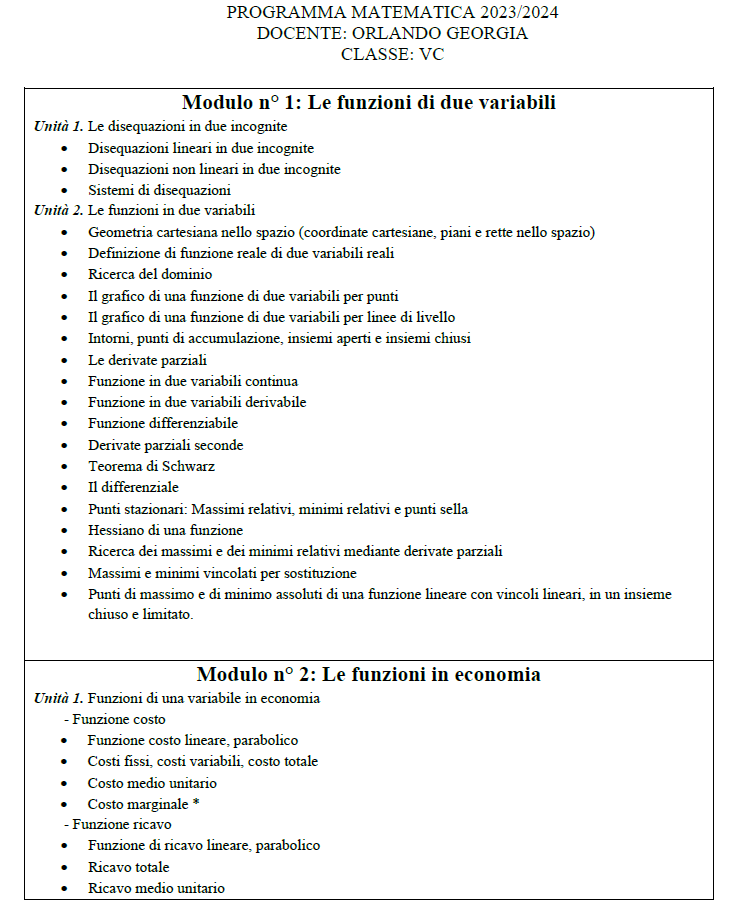 PROGRAMMA MATEMATICA 2023/2024
DOCENTE: ORLANDO GEORGIA
CLASSE: VC
Modulo n° 1: Le funzioni di due variabili
Unità 1. Le disequazioni in due incognite
• Disequazioni lineari in due incognite
• Disequazioni non lineari in due incognite
• Sistemi di disequazioni
Unità 2. Le funzioni in due variabili
• Geometria cartesiana nello spazio (coordinate cartesiane, piani e rette nello spazio)
• Definizione di funzione reale di due variabili reali
• Ricerca del dominio
• Il grafico di una funzione di due variabili per punti
• Il grafico di una funzione di due variabili per linee di livello
• Intorni, punti di accumulazione, insiemi aperti e insiemi chiusi
• Le derivate parziali
• Funzione in due variabili continua
• Funzione in due variabili derivabile
• Funzione differenziabile
• Derivate parziali seconde
• Teorema di Schwarz
• Il differenziale
• Punti stazionari: Massimi relativi, minimi relativi e punti sella
• Hessiano di una funzione
• Ricerca dei massimi e dei minimi relativi mediante derivate parziali
• Massimi e minimi vincolati per sostituzione
• Punti di massimo e di minimo assoluti di una funzione lineare con vincoli lineari, in un insieme
chiuso e limitato.
Modulo n° 2: Le funzioni in economia
Unità 1. Funzioni di una variabile in economia
- Funzione costo
• Funzione costo lineare, parabolico
• Costi fissi, costi variabili, costo totale
• Costo medio unitario
• Costo marginale *
- Funzione ricavo
• Funzione di ricavo lineare, parabolico
• Ricavo totale
• Ricavo medio unitario